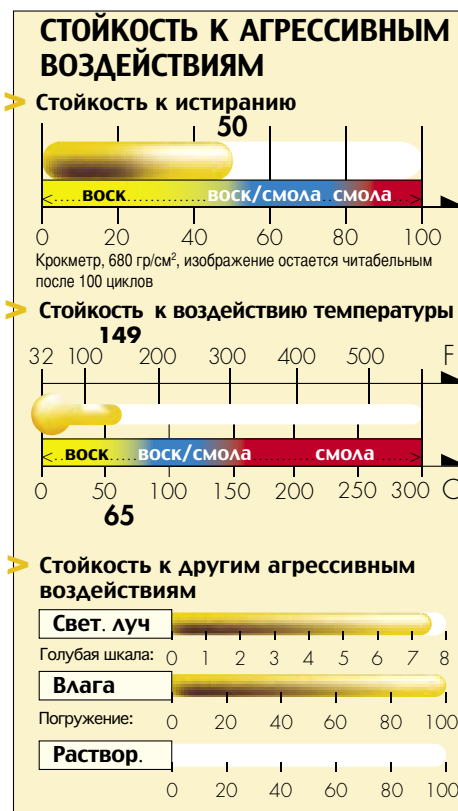 СТОЙКОСТЬ К АГРЕССИВНЫМ
ВОЗДЕЙСТВИЯМ
> Стойкость к истиранию
50
<.....воск................воск/смола..смола...>
0 20 40 60 80 100
Крокметр, 680 гр/см², изображение остается читабельным
после 100 циклов
> Стойкость к воздействию температуры
149
32 100 200 300 400 500 F
<..воск.....воск/смола..........смола.......>
0 50 100 150 200 250 300 C
65
> Стойкость к другим агрессивным
воздействиям
Свет. луч
Голубая шкала: 0 1 2 3 4 5 6 7 8
Влага
Погружение: 0 20 40 60 80 100
Раствор.
0 20 40 60 80 100